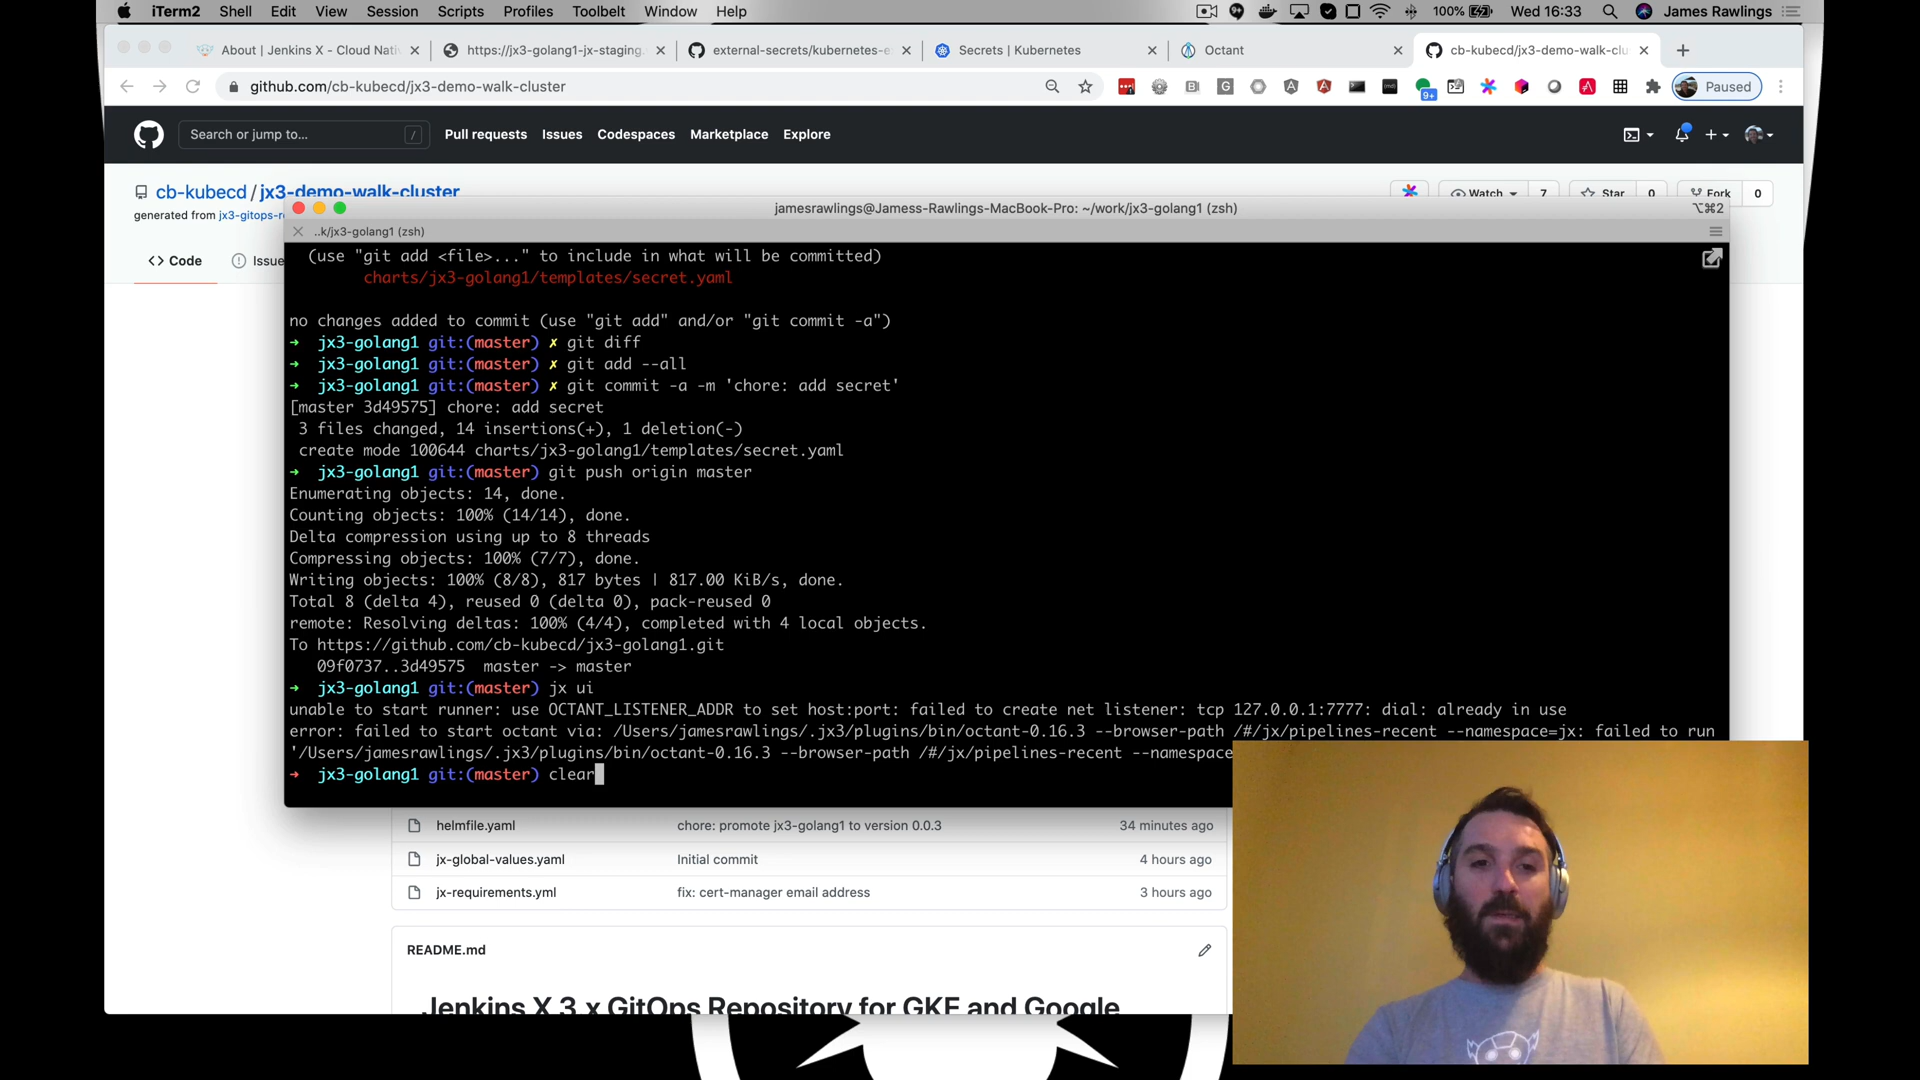 iTerm2 Shell Edit View Session Scripts Profiles Toolbelt Window Help 100% Wed 16:33 James Rawlings
About | Jenkins X - Cloud Nati
https://jx3-golang1-jx-staging.
external-secrets/kubernetes-e
Secrets | Kubernetes
Octant
cb-kubecd/jx3-demo-walk-clu
github.com/cb-kubecd/jx3-demo-walk-cluster
9+
Paused
Search or jump to... / Pull requests Issues Codespaces Marketplace Explore
cb-kubecd / jx3-demo-walk-cluster
Watch 7 Star 0 Fork 0
generated from jx3-gitops-r
jamesrawlings@Jamess-Rawlings-MacBook-Pro: ~/work/jx3-golang1 (zsh) ⌥⌘2
..k/jx3-golang1 (zsh)
Code Issue
(use "git add <file>..." to include in what will be committed)
charts/jx3-golang1/templates/secret.yaml
no changes added to commit (use "git add" and/or "git commit -a")
➜ jx3-golang1 git:(master) ✗ git diff
➜ jx3-golang1 git:(master) ✗ git add --all
➜ jx3-golang1 git:(master) ✗ git commit -a -m 'chore: add secret'
[master 3d49575] chore: add secret
3 files changed, 14 insertions(+), 1 deletion(-)
create mode 100644 charts/jx3-golang1/templates/secret.yaml
➜ jx3-golang1 git:(master) git push origin master
Enumerating objects: 14, done.
Counting objects: 100% (14/14), done.
Delta compression using up to 8 threads
Compressing objects: 100% (7/7), done.
Writing objects: 100% (8/8), 817 bytes | 817.00 KiB/s, done.
Total 8 (delta 4), reused 0 (delta 0), pack-reused 0
remote: Resolving deltas: 100% (4/4), completed with 4 local objects.
To https://github.com/cb-kubecd/jx3-golang1.git
09f0737..3d49575 master -> master
➜ jx3-golang1 git:(master) jx ui
unable to start runner: use OCTANT_LISTENER_ADDR to set host:port: failed to create net listener: tcp 127.0.0.1:7777: dial: already in use
error: failed to start octant via: /Users/jamesrawlings/.jx3/plugins/bin/octant-0.16.3 --browser-path /#/jx/pipelines-recent --namespace=jx: failed to run
'/Users/jamesrawlings/.jx3/plugins/bin/octant-0.16.3 --browser-path /#/jx/pipelines-recent --namespace
➜ jx3-golang1 git:(master) clear
helmfile.yaml chore: promote jx3-golang1 to version 0.0.3 34 minutes ago
jx-global-values.yaml Initial commit 4 hours ago
jx-requirements.yml fix: cert-manager email address 3 hours ago
README.md
Jenkins X 3.x GitOps Repository for GKE and Google